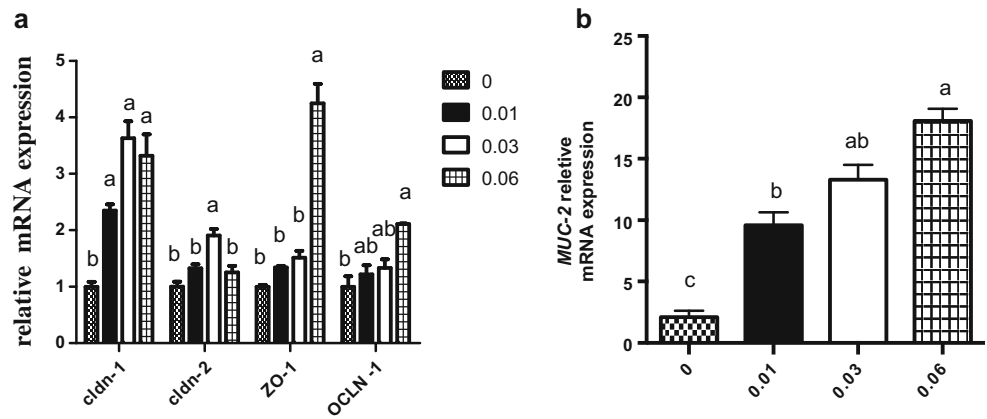 a
relative mRNA expression
5
4
3
2
1
0
b a a a
b b a b
b b b a
b ab ab a
cldn-1 cldn-2 ZO-1 OCLN -1
0
0.01
0.03
0.06
b
MUC-2 reletive
mRNA expression
25
20
15
10
5
0
c b ab a
0 0.01 0.03 0.06